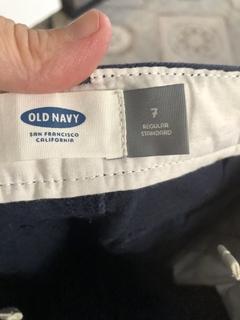 OLD NAVY
SAN FRANCISCO
CALIFORNIA
7
REGULAR
STANDARD